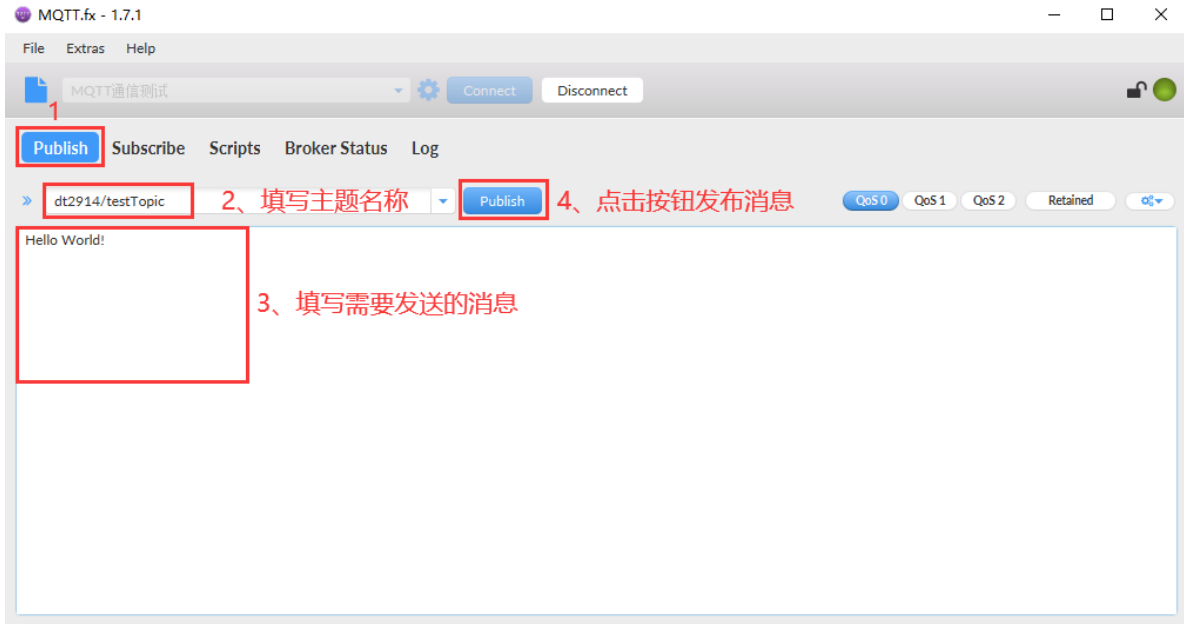 MQTT.fx - 1.7.1
File Extras Help
MQTT通信测试 Connect Disconnect
1
Publish Subscribe Scripts Broker Status Log
dt2914/testTopic 2、填写主题名称 Publish 4、点击按钮发布消息 QoS 0 QoS 1 QoS 2 Retained
Hello World!
3、填写需要发送的消息